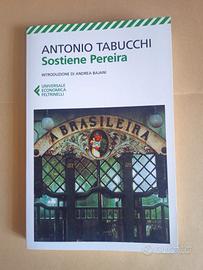 ANTONIO TABUCCHI
Sostiene Pereira
INTRODUZIONE DI ANDREA BAJANI
UNIVERSALE
ECONOMICA
FELTRINELLI
A BRASILEIRA